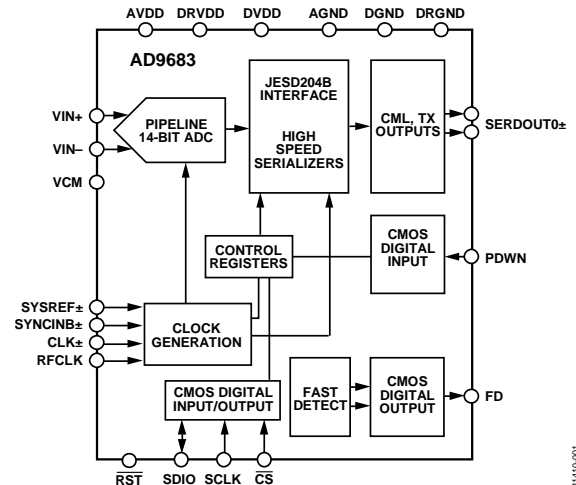 AVDD DRVDD DVDD AGND DGND DRGND
AD9683
VIN+
VIN–
VCM
PIPELINE
14-BIT ADC
JESD204B
INTERFACE
HIGH
SPEED
SERIALIZERS
CML, TX
OUTPUTS
SERDOUT0±
CONTROL
REGISTERS
CMOS
DIGITAL
INPUT
PDWN
SYSREF±
SYNCINB±
CLK±
RFCLK
CLOCK
GENERATION
CMOS DIGITAL
INPUT/OUTPUT
FAST
DETECT
CMOS
DIGITAL
OUTPUT
FD
RST SDIO SCLK CS